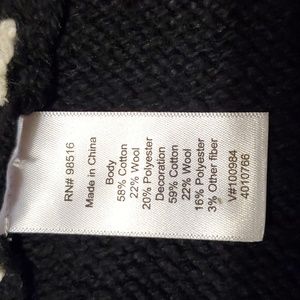 RN# 98516
Made in China
Body
58% Cotton
22% Wool
20% Polyester
Decoration
59% Cotton
22% Wool
16% Polyester
3% Other fiber
V#100984
4010766